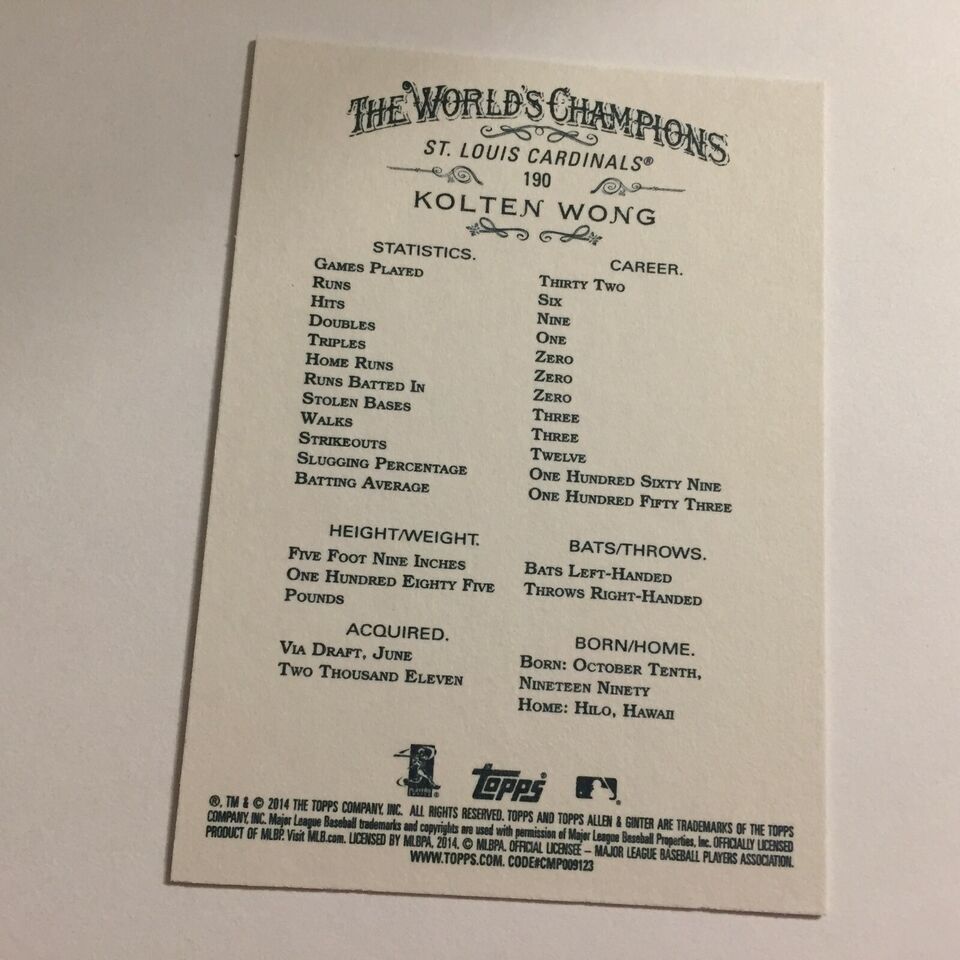 THE WORLD'S CHAMPIONS
ST. LOUIS CARDINALS®
190
KOLTEN WONG
STATISTICS. CAREER.
GAMES PLAYED THIRTY TWO
RUNS SIX
HITS NINE
DOUBLES ONE
TRIPLES ZERO
HOME RUNS ZERO
RUNS BATTED IN ZERO
STOLEN BASES THREE
WALKS THREE
STRIKEOUTS TWELVE
SLUGGING PERCENTAGE ONE HUNDRED SIXTY NINE
BATTING AVERAGE ONE HUNDRED FIFTY THREE
HEIGHT/WEIGHT.
FIVE FOOT NINE INCHES
ONE HUNDRED EIGHTY FIVE
POUNDS
BATS/THROWS.
BATS LEFT-HANDED
THROWS RIGHT-HANDED
ACQUIRED.
VIA DRAFT, JUNE
TWO THOUSAND ELEVEN
BORN/HOME.
BORN: OCTOBER TENTH,
NINETEEN NINETY
HOME: HILO, HAWAII
PLAYERS
topps®
®, TM & © 2014 THE TOPPS COMPANY, INC. ALL RIGHTS RESERVED. TOPPS AND TOPPS ALLEN & GINTER ARE TRADEMARKS OF THE TOPPS
COMPANY, INC. Major League Baseball trademarks and copyrights are used with permission of Major League Baseball Properties, Inc. OFFICIALLY LICENSED
PRODUCT OF MLBP. Visit MLB.com. LICENSED BY MLBPA. 2014. © MLBPA. OFFICIAL LICENSEE – MAJOR LEAGUE BASEBALL PLAYERS ASSOCIATION.
WWW.TOPPS.COM. CODE#CMP009123